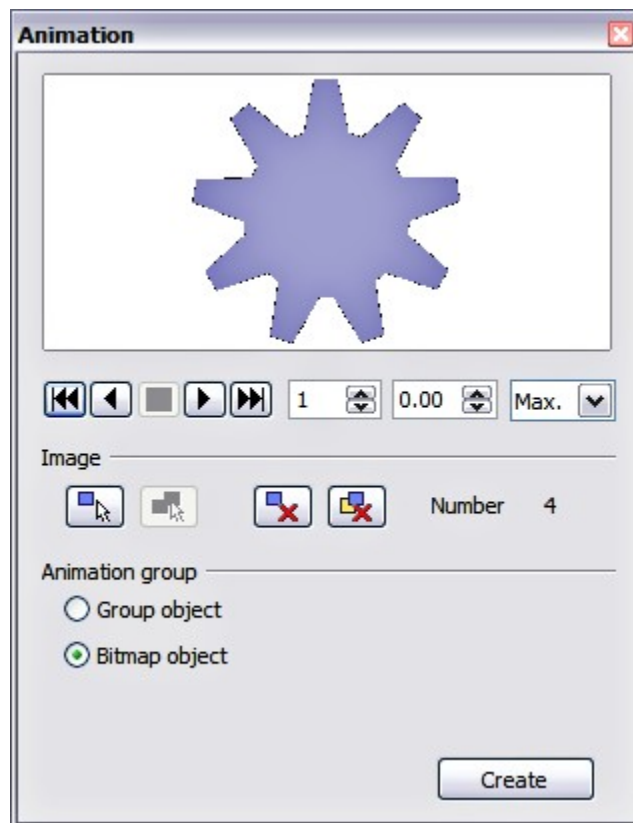 Animation
1 0.00 Max.
Image
Number 4
Animation group
Group object
Bitmap object
Create